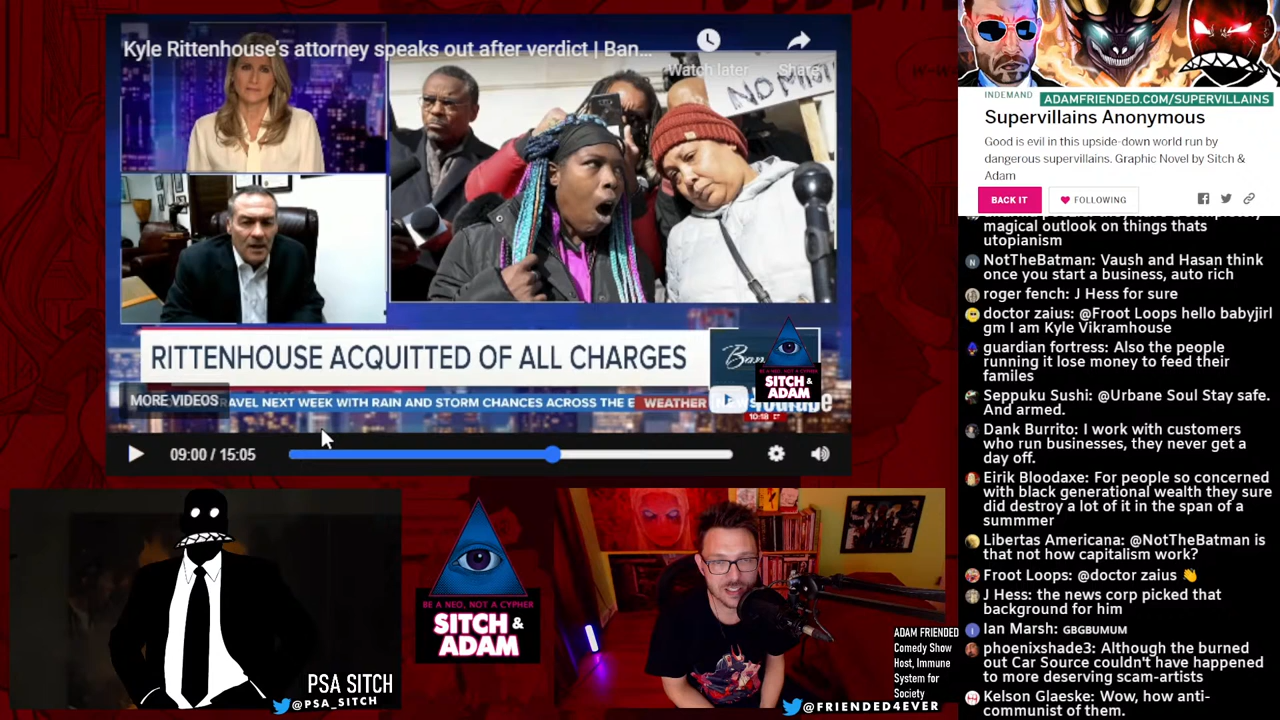 Kyle Rittenhouse's attorney speaks out after verdict | Ban...
Watch later
Share
NO MI
RITTENHOUSE ACQUITTED OF ALL CHARGES
Ban
MORE VIDEOS
AVEL NEXT WEEK WITH RAIN AND STORM CHANCES ACROSS THE E
WEATHER
10:18 ET
BE A NEO, NOT A CYPHER
SITCH &
ADAM
09:00 / 15:05
PSA SITCH
@PSA_SITCH
BE A NEO, NOT A CYPHER
SITCH &
ADAM
ADAM FRIENDED
Comedy Show
Host, Immune
System for
Society
@FRIENDED4EVER
INDEMAND
ADAMFRIENDED.COM/SUPERVILLAINS
Supervillains Anonymous
Good is evil in this upside-down world run by
dangerous supervillains. Graphic Novel by Sitch &
Adam
BACK IT
FOLLOWING
magical outlook on things thats
utopianism
N
NotTheBatman: Vaush and Hasan think
once you start a business, auto rich
roger fench: J Hess for sure
doctor zaius: @Froot Loops hello babyjirl
gm I am Kyle Vikramhouse
guardian fortress: Also the people
running it lose money to feed their
familes
Seppuku Sushi: @Urbane Soul Stay safe.
And armed.
Dank Burrito: I work with customers
who run businesses, they never get a
day off.
Eirik Bloodaxe: For people so concerned
with black generational wealth they sure
did destroy a lot of it in the span of a
summmer
Libertas Americana: @NotTheBatman is
that not how capitalism work?
Froot Loops: @doctor zaius 👋
J Hess: the news corp picked that
background for him
I
Ian Marsh: ɢʙɢʙᴜᴍᴜᴍ
phoenixshade3: Although the burned
out Car Source couldn't have happened
to more deserving scam-artists
Kelson Glaeske: Wow, how anti-
communist of them.